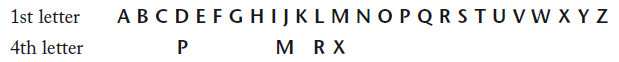 1st letter A B C D E F G H I J K L M N O P Q R S T U V W X Y Z
4th letter P M R X